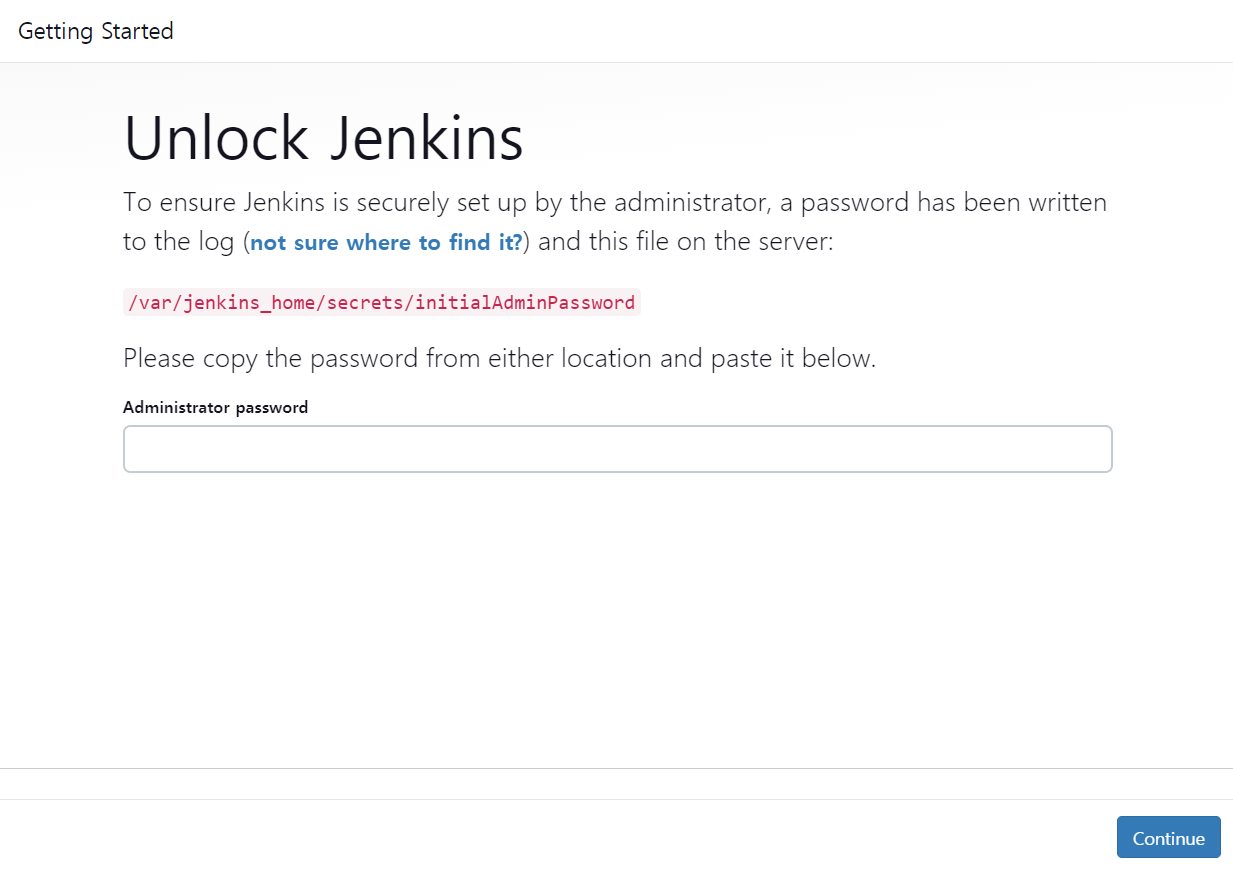 Getting Started
Unlock Jenkins
To ensure Jenkins is securely set up by the administrator, a password has been written
to the log (not sure where to find it?) and this file on the server:
/var/jenkins_home/secrets/initialAdminPassword
Please copy the password from either location and paste it below.
Administrator password
Continue